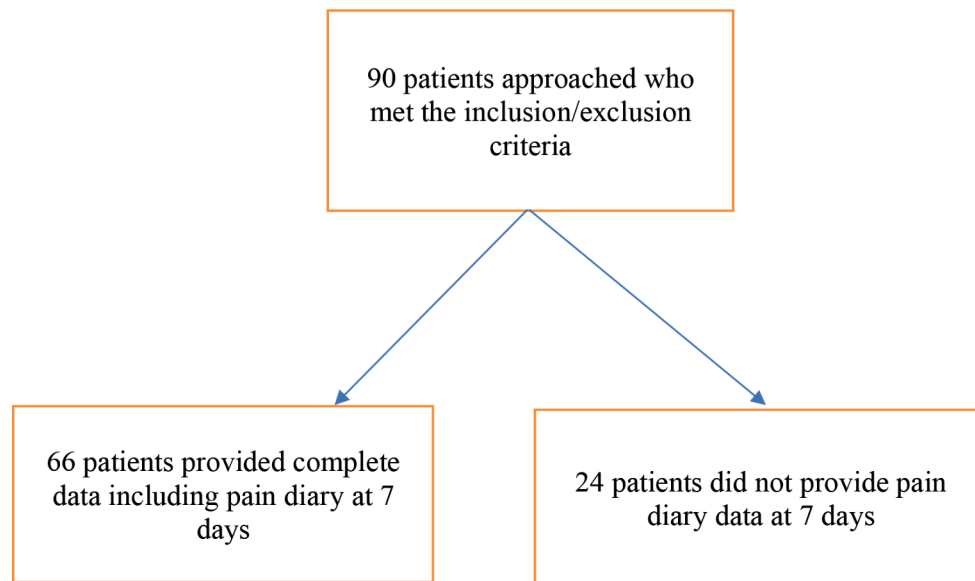 90 patients approached who
met the inclusion/exclusion
criteria
66 patients provided complete
data including pain diary at 7
days
24 patients did not provide pain
diary data at 7 days